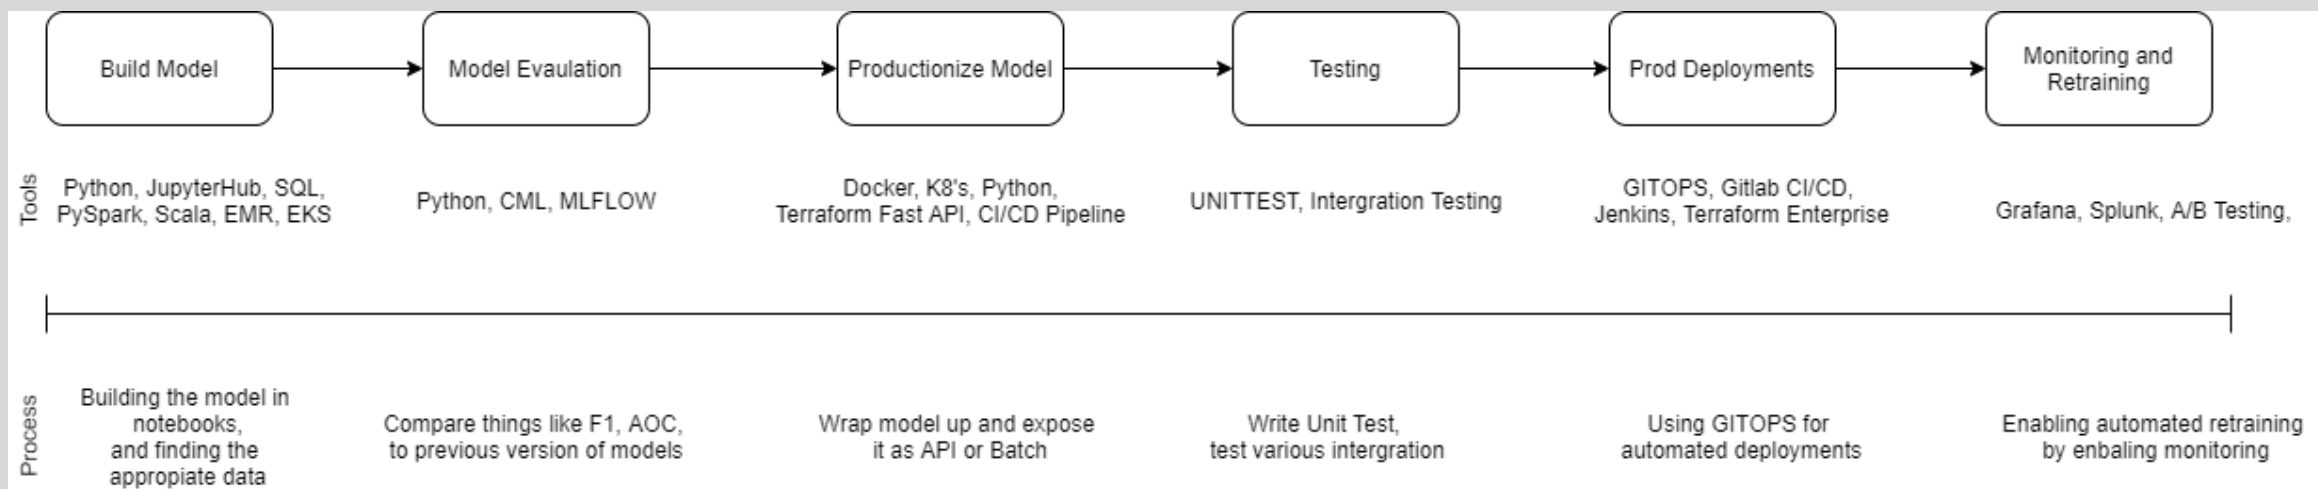 Build Model
Model Evaulation
Productionize Model
Testing
Prod Deployments
Monitoring and
Retraining
Tools
Python, JupyterHub, SQL,
PySpark, Scala, EMR, EKS
Python, CML, MLFLOW
Docker, K8's, Python,
Terraform Fast API, CI/CD Pipeline
UNITTEST, Intergration Testing
GITOPS, Gitlab CI/CD,
Jenkins, Terraform Enterprise
Grafana, Splunk, A/B Testing,
Process
Building the model in
notebooks,
and finding the
appropiate data
Compare things like F1, AOC,
to previous version of models
Wrap model up and expose
it as API or Batch
Write Unit Test,
test various intergration
Using GITOPS for
automated deployments
Enabling automated retraining
by enbaling monitoring